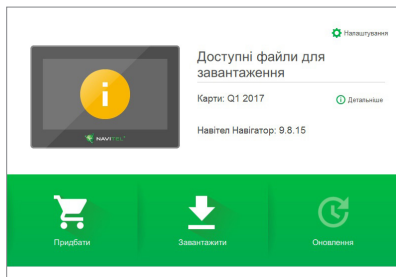 Налаштування
Доступні файли для
завантаження
Карти: Q1 2017
Детальніше
Навітел Навігатор: 9.8.15
NAVITEL
Придбати
Завантажити
Оновлення